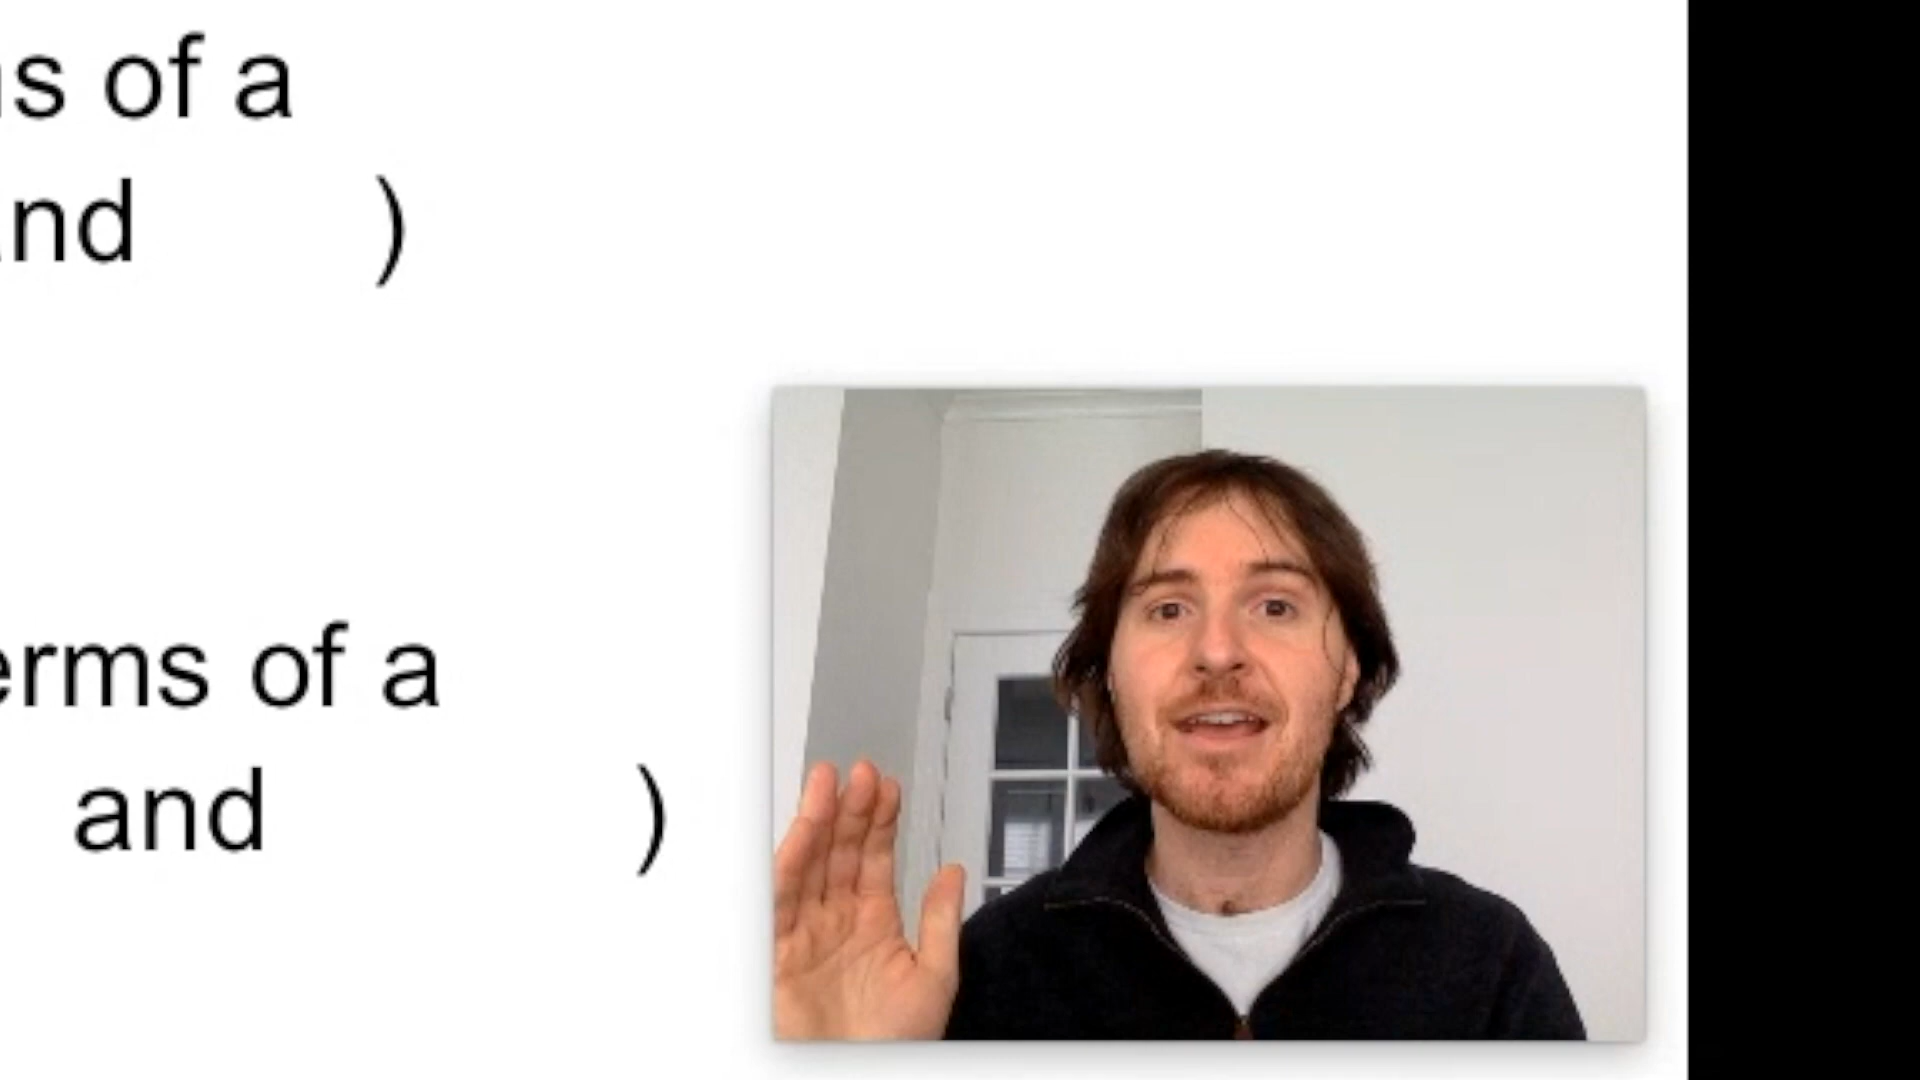 s of a
nd )
erms of a
and )